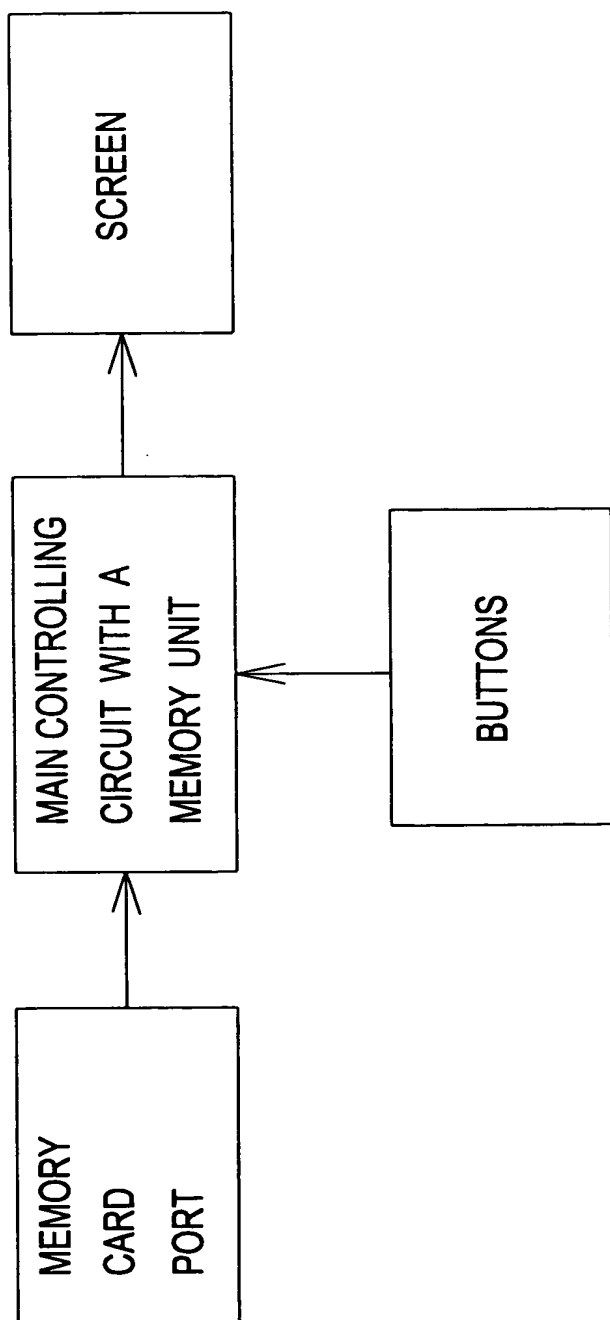 MEMORY
CARD
PORT
MAIN CONTROLLING
CIRCUIT WITH A
MEMORY UNIT
SCREEN
BUTTONS